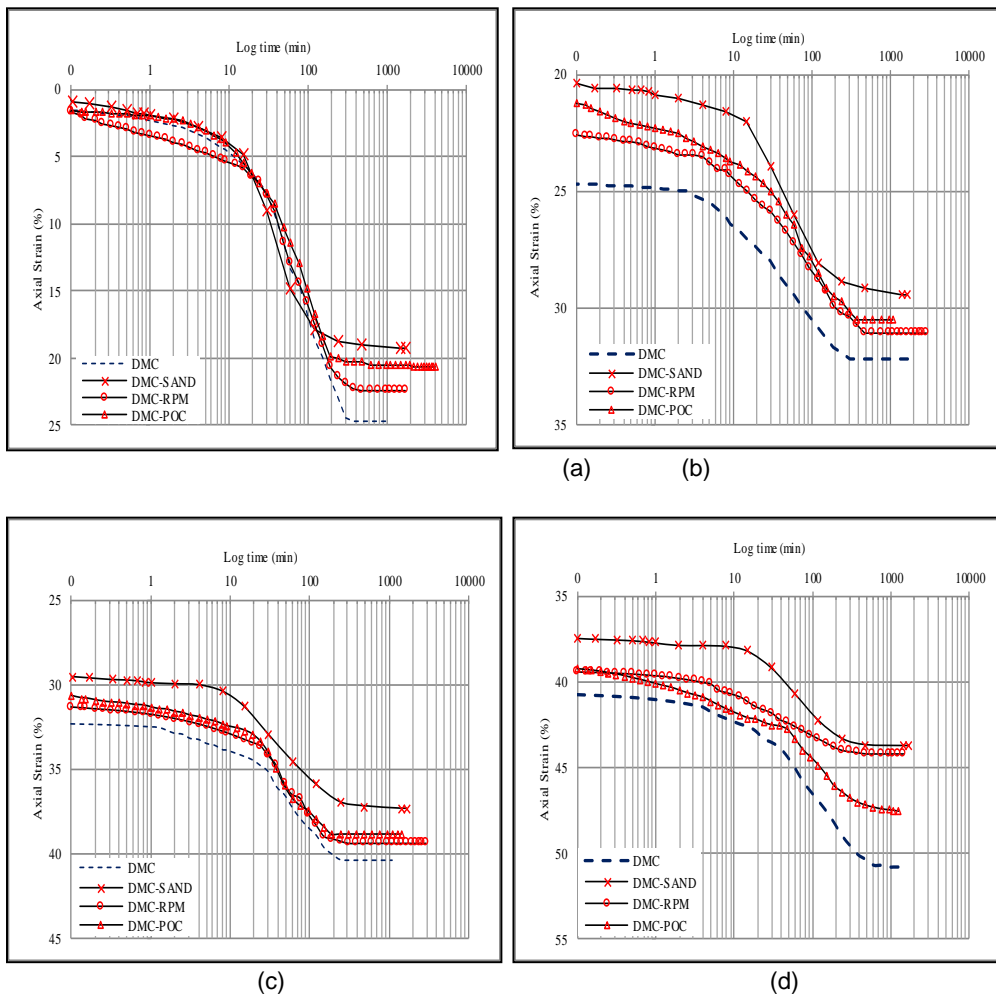 Log time (min)
0 1 10 100 1000 10000
0
5
10
15
20
25
Axial Strain (%)
DMC
DMC-SAND
DMC-RPM
DMC-POC
Log time (min)
0 1 10 100 1000 10000
20
25
30
35
Axial Strain (%)
DMC
DMC-SAND
DMC-RPM
DMC-POC
(a) (b)
Log time (min)
0 1 10 100 1000 10000
25
30
35
40
45
Axial Strain (%)
DMC
DMC-SAND
DMC-RPM
DMC-POC
(c)
Log time (min)
0 1 10 100 1000 10000
35
40
45
50
55
Axial Strain (%)
DMC
DMC-SAND
DMC-RPM
DMC-POC
(d)